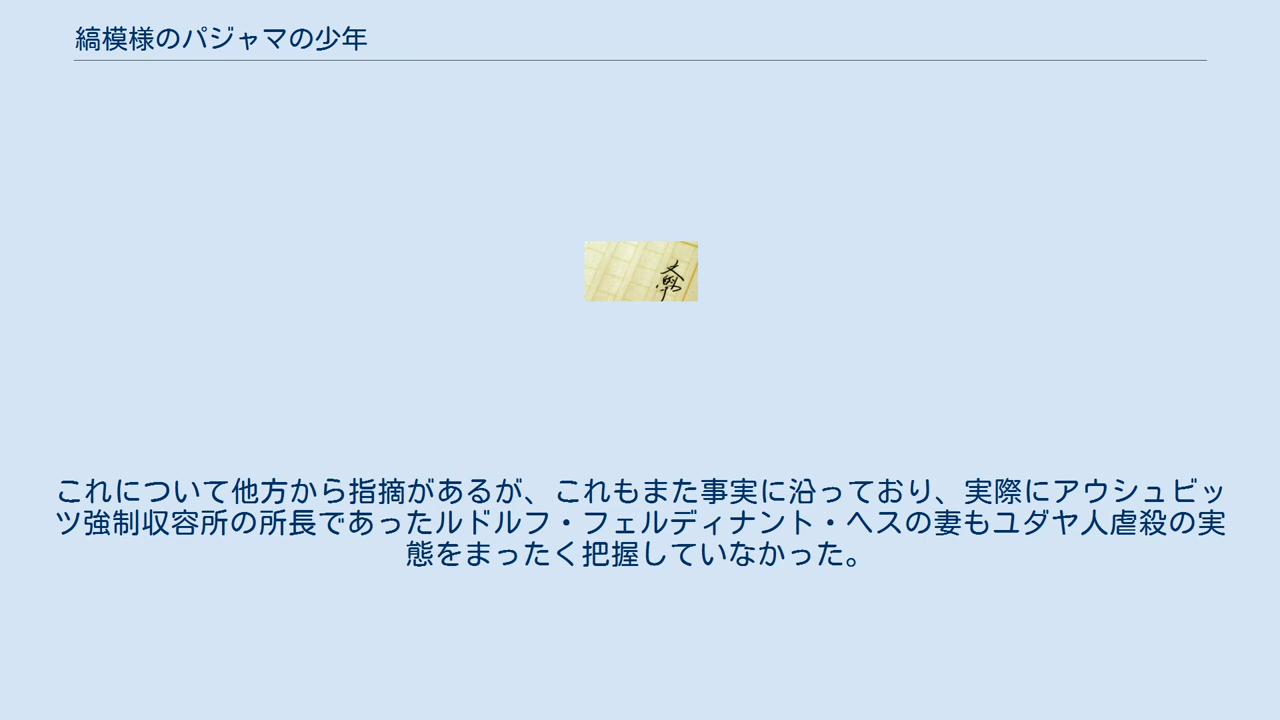 縞模様のパジャマの少年
これについて他方から指摘があるが、これもまた事実に沿っており、実際にアウシュビッ
ツ強制収容所の所長であったルドルフ・フェルディナント・ヘスの妻もユダヤ人虐殺の実
態をまったく把握していなかった。